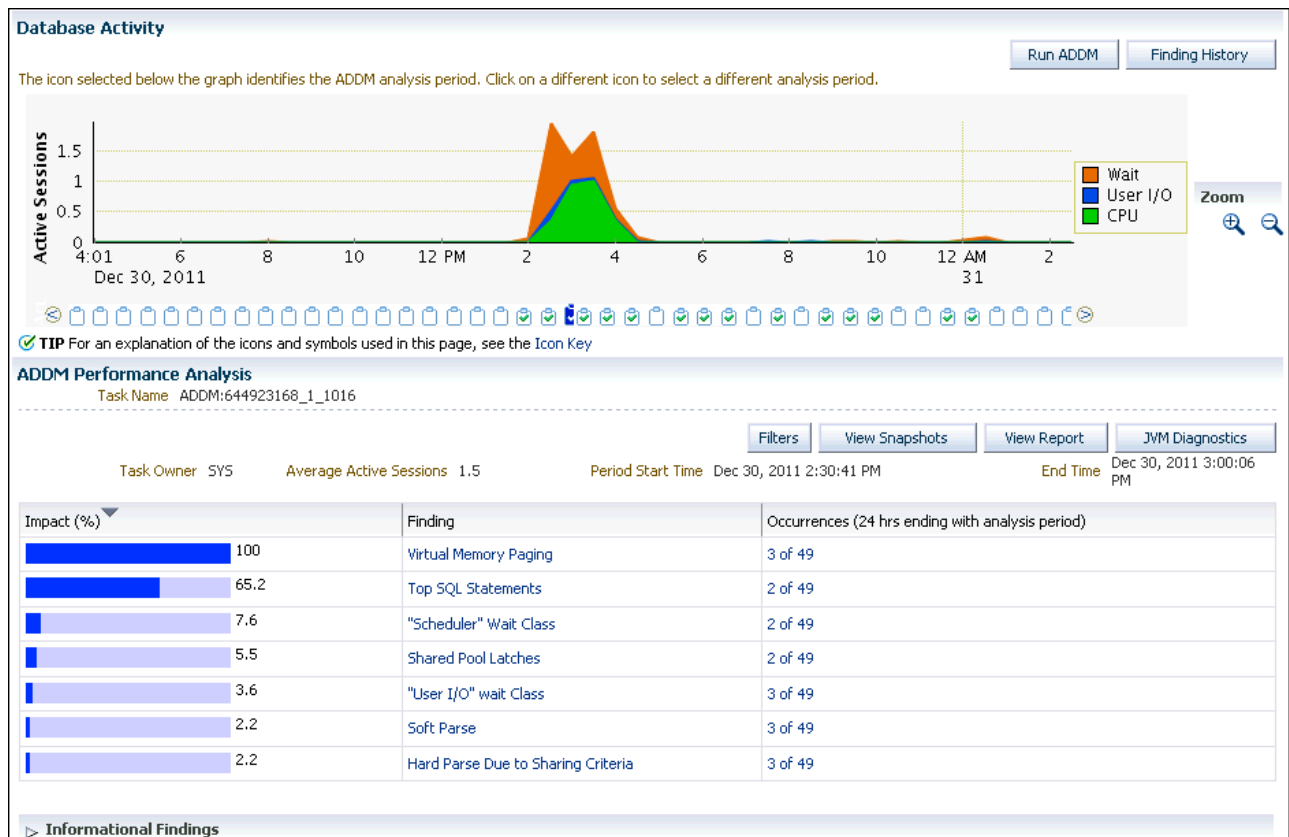 Database Activity
Run ADDM
Finding History
The icon selected below the graph identifies the ADDM analysis period. Click on a different icon to select a different analysis period.
Active Sessions
1.5
1
0.5
0
4:01 6 8 10 12 PM 2 4 6 8 10 12 AM 2
Dec 30, 2011 31
Wait
User I/O
CPU
Zoom
TIP For an explanation of the icons and symbols used in this page, see the Icon Key
ADDM Performance Analysis
Task Name ADDM:644923168_1_1016
Filters View Snapshots View Report JVM Diagnostics
Task Owner SYS Average Active Sessions 1.5 Period Start Time Dec 30, 2011 2:30:41 PM End Time Dec 30, 2011 3:00:06
PM
Impact (%) Finding Occurrences (24 hrs ending with analysis period)
100 Virtual Memory Paging 3 of 49
65.2 Top SQL Statements 2 of 49
7.6 "Scheduler" Wait Class 2 of 49
5.5 Shared Pool Latches 2 of 49
3.6 "User I/O" wait Class 3 of 49
2.2 Soft Parse 3 of 49
2.2 Hard Parse Due to Sharing Criteria 3 of 49
Informational Findings